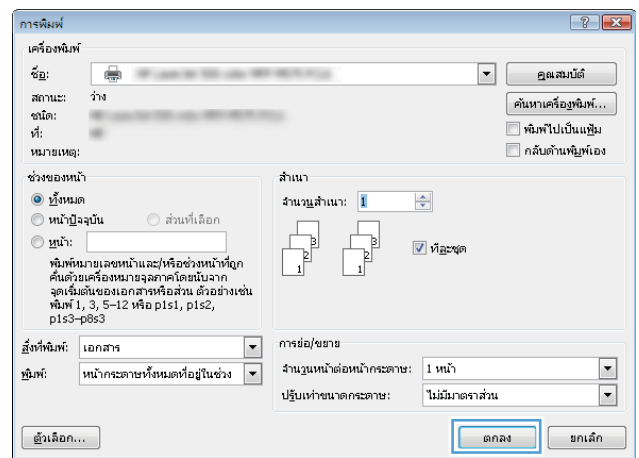 การพิมพ์
เครื่องพิมพ์
ชื่อ:
คุณสมบัติ
สถานะ: ว่าง
ชนิด:
ค้นหาเครื่องพิมพ์...
ที่:
พิมพ์ไปเป็นแฟ้ม
หมายเหตุ:
กลับด้านพิมพ์เอง
ช่วงของหน้า
ทั้งหมด
หน้าปัจจุบัน
ส่วนที่เลือก
หน้า:
พิมพ์หมายเลขหน้าและ/หรือช่วงหน้าที่ถูก
คั่นด้วยเครื่องหมายจุลภาคโดยนับจาก
จุดเริ่มต้นของเอกสารหรือส่วน ตัวอย่างเช่น
พิมพ์ 1, 3, 5–12 หรือ p1s1, p1s2,
p1s3–p8s3
สำเนา
จำนวนสำเนา: 1
3
2
1
3
2
1
ทีละชุด
สิ่งที่พิมพ์: เอกสาร
พิมพ์: หน้ากระดาษทั้งหมดที่อยู่ในช่วง
การย่อ/ขยาย
จำนวนหน้าต่อหน้ากระดาษ: 1 หน้า
ปรับเท่าขนาดกระดาษ: ไม่มีมาตราส่วน
ตัวเลือก...
ตกลง
ยกเลิก